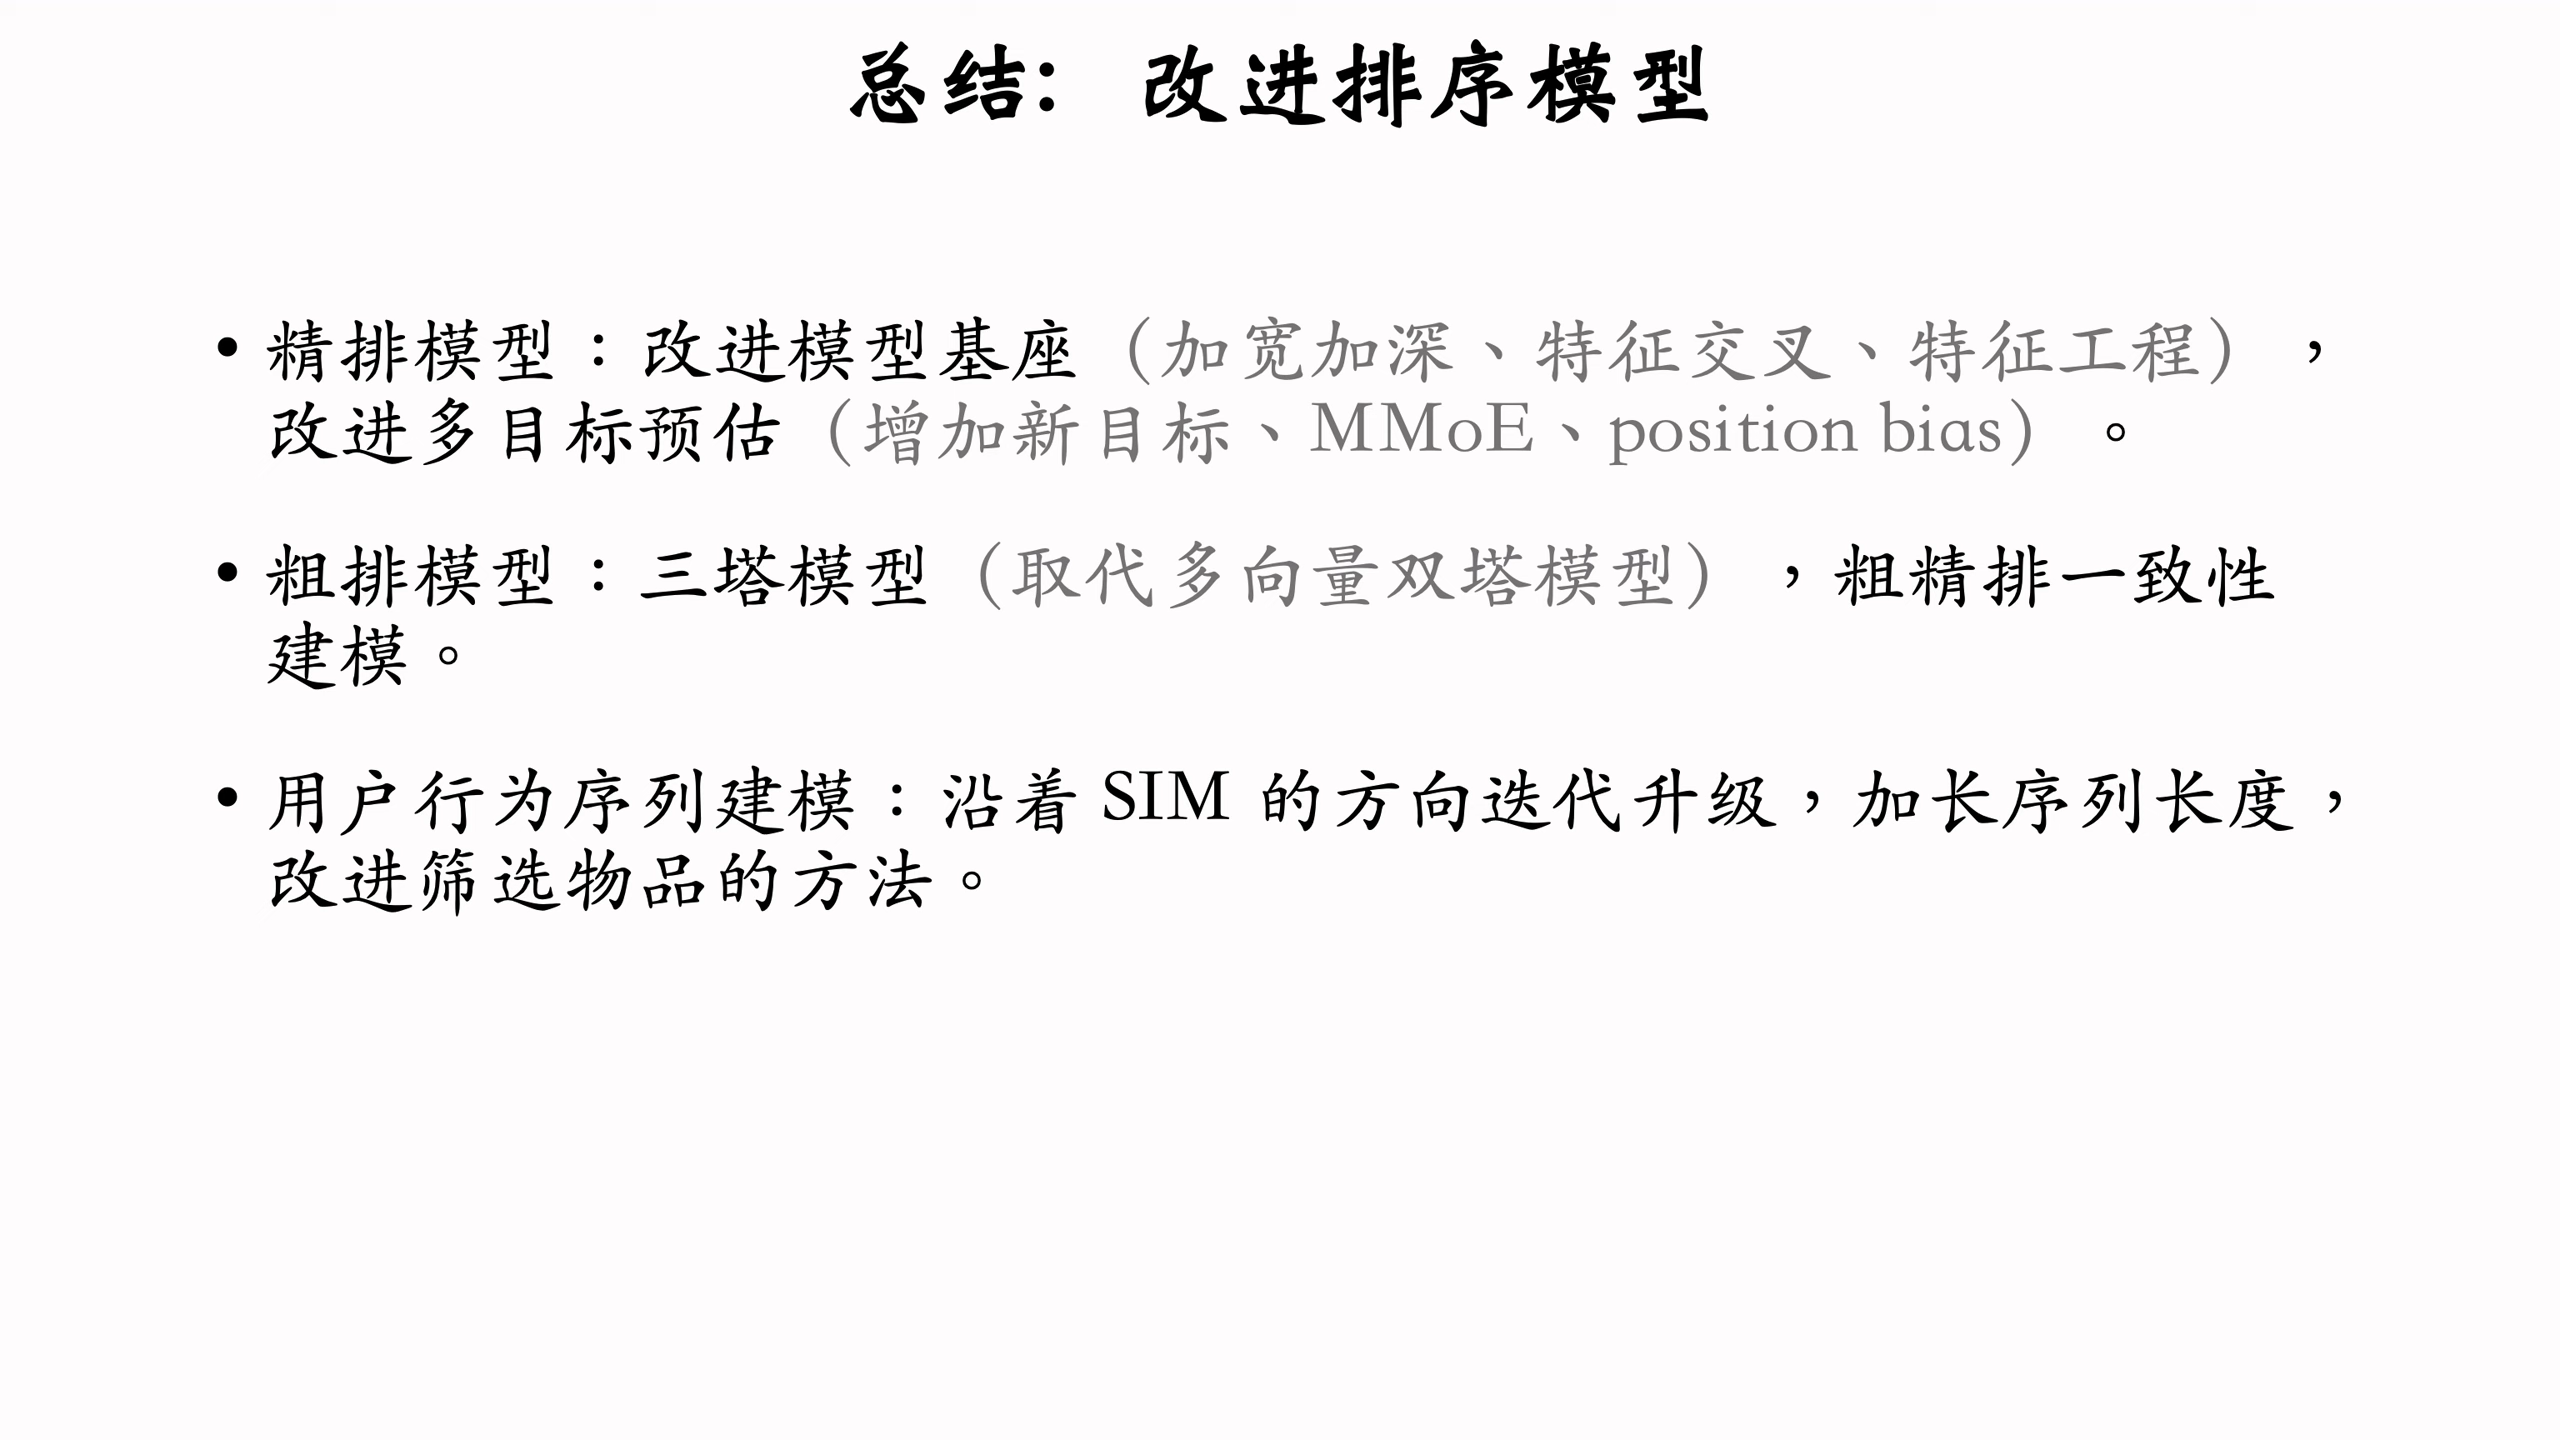 总结：改进排序模型
• 精排模型：改进模型基座（加宽加深、特征交叉、特征工程），
改进多目标预估（增加新目标、MMoE、position bias）。
• 粗排模型：三塔模型（取代多向量双塔模型），粗精排一致性
建模。
• 用户行为序列建模：沿着 SIM 的方向迭代升级，加长序列长度，
改进筛选物品的方法。